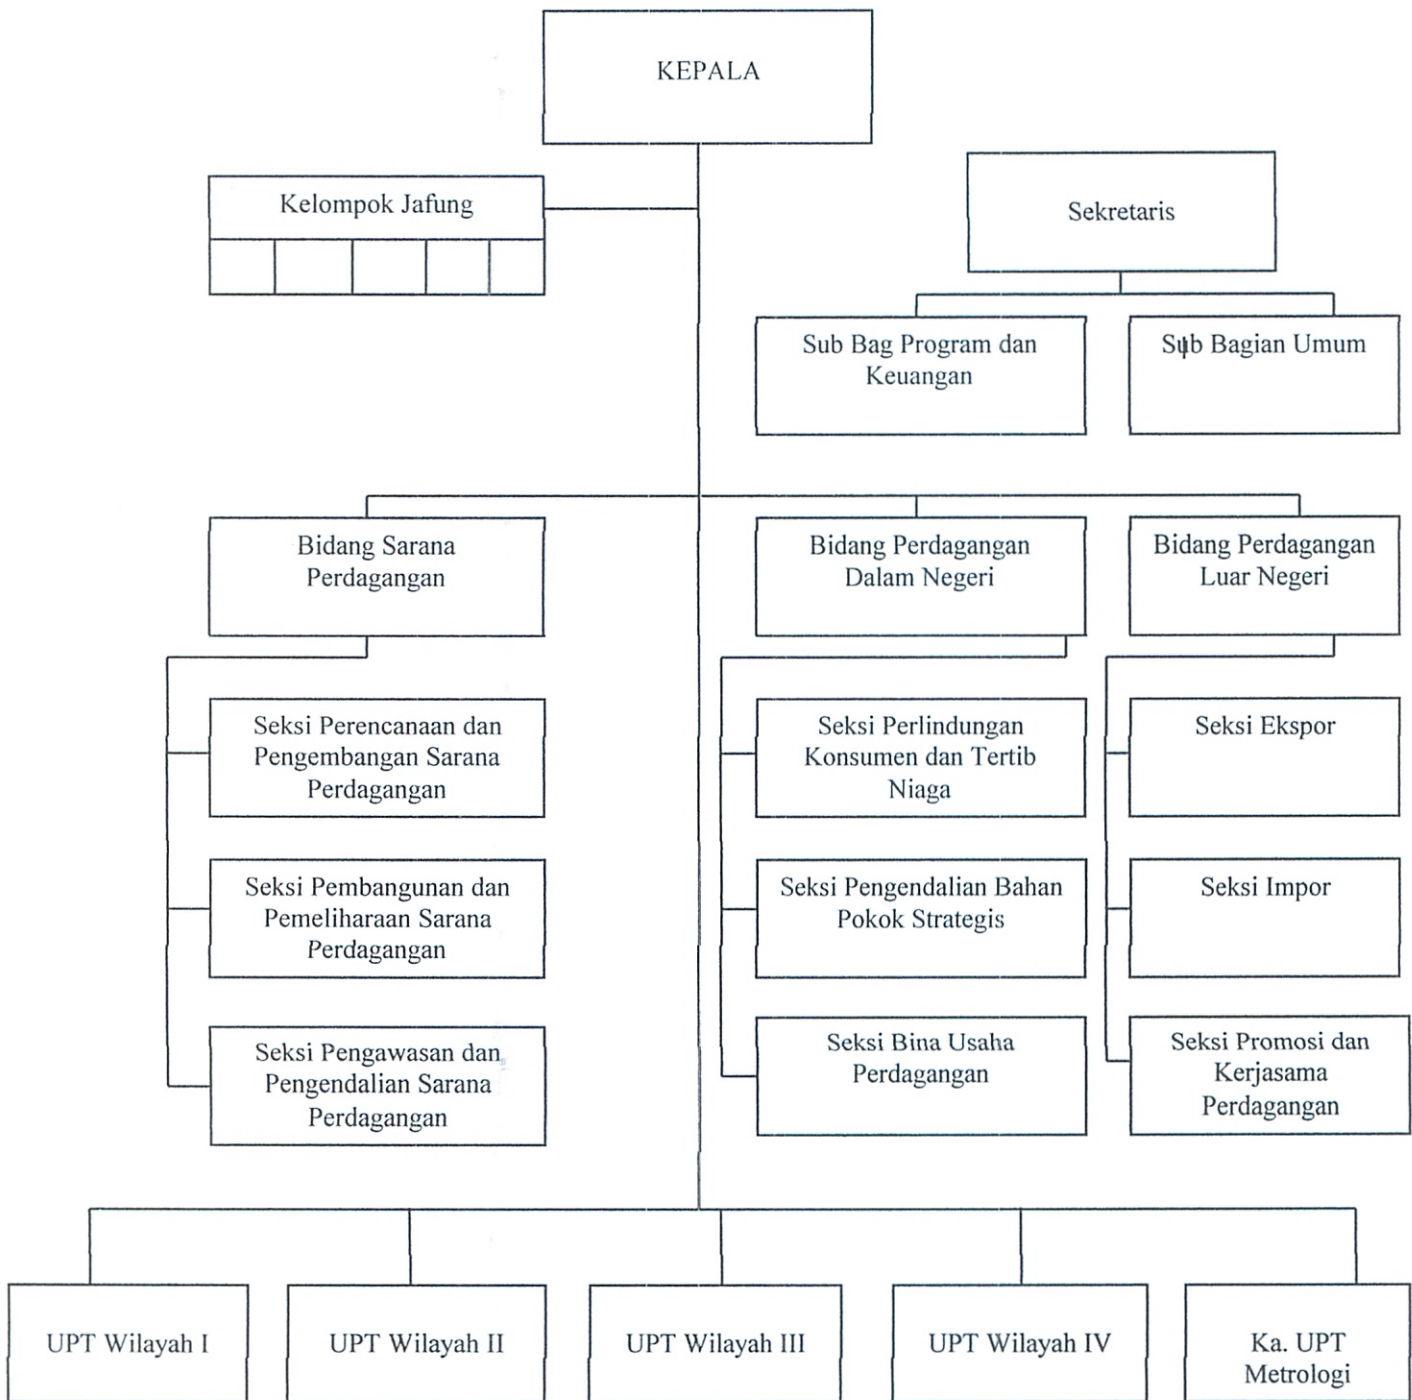 KEPALA
Kelompok Jafung
Sekretaris
Sub Bag Program dan
Keuangan
Sub Bagian Umum
Bidang Sarana
Perdagangan
Bidang Perdagangan
Dalam Negeri
Bidang Perdagangan
Luar Negeri
Seksi Perencanaan dan
Pengembangan Sarana
Perdagangan
Seksi Perlindungan
Konsumen dan Tertib
Niaga
Seksi Ekspor
Seksi Pembangunan dan
Pemeliharaan Sarana
Perdagangan
Seksi Pengendalian Bahan
Pokok Strategis
Seksi Impor
Seksi Pengawasan dan
Pengendalian Sarana
Perdagangan
Seksi Bina Usaha
Perdagangan
Seksi Promosi dan
Kerjasama
Perdagangan
UPT Wilayah I
UPT Wilayah II
UPT Wilayah III
UPT Wilayah IV
Ka. UPT
Metrologi